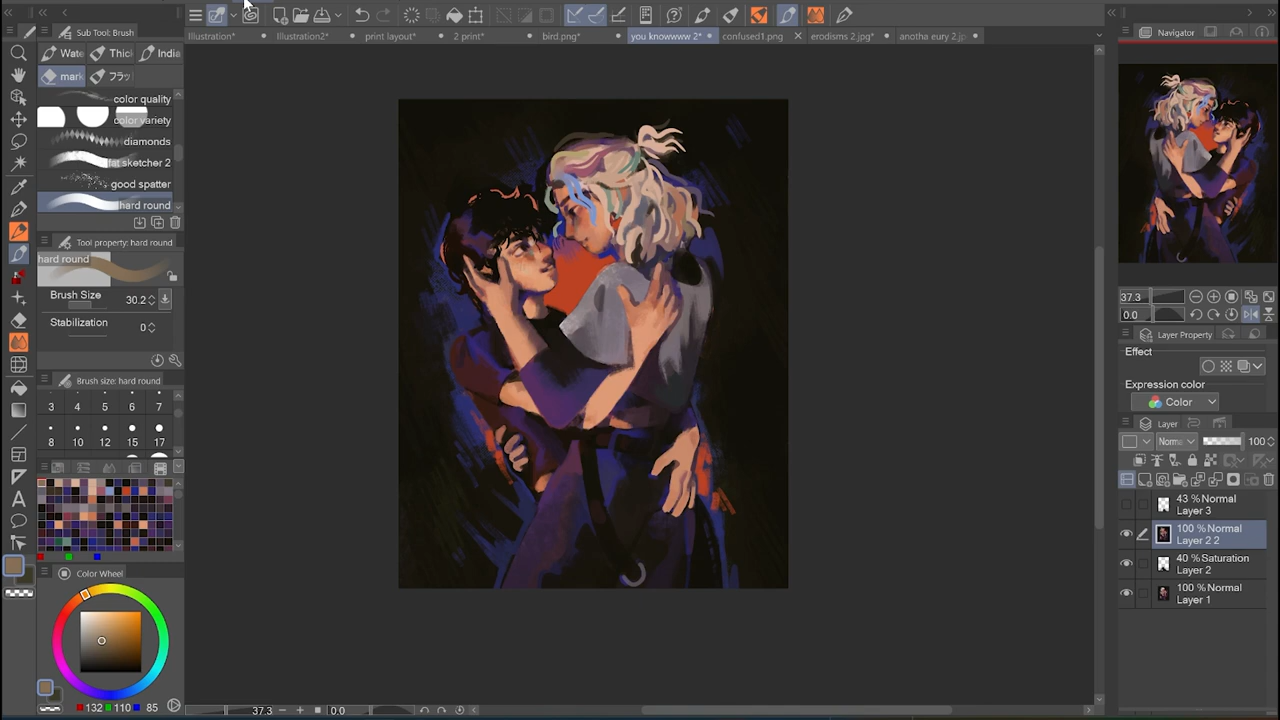 Illustration*
Illustration2*
print layout*
2 print*
bird.png*
you knowwww 2*
confused1.png
erodisms 2.jpg*
anotha eury 2.jp
Sub Tool: Brush
Wate
Thic
India
mark
フラッ
color quality
color variety
diamonds
fat sketcher 2
good spatter
hard round
Tool property: hard round
hard round
Brush Size
30.2
Stabilization
0
Brush size: hard round
3
4
5
6
7
8
10
12
15
17
Color Wheel
132
110
85
37.3
0.0
Navigator
37.3
0.0
Layer Property
Effect
Expression color
Color
Layer
Norma
100
43 % Normal
Layer 3
100 % Normal
Layer 2 2
40 % Saturation
Layer 2
100 % Normal
Layer 1